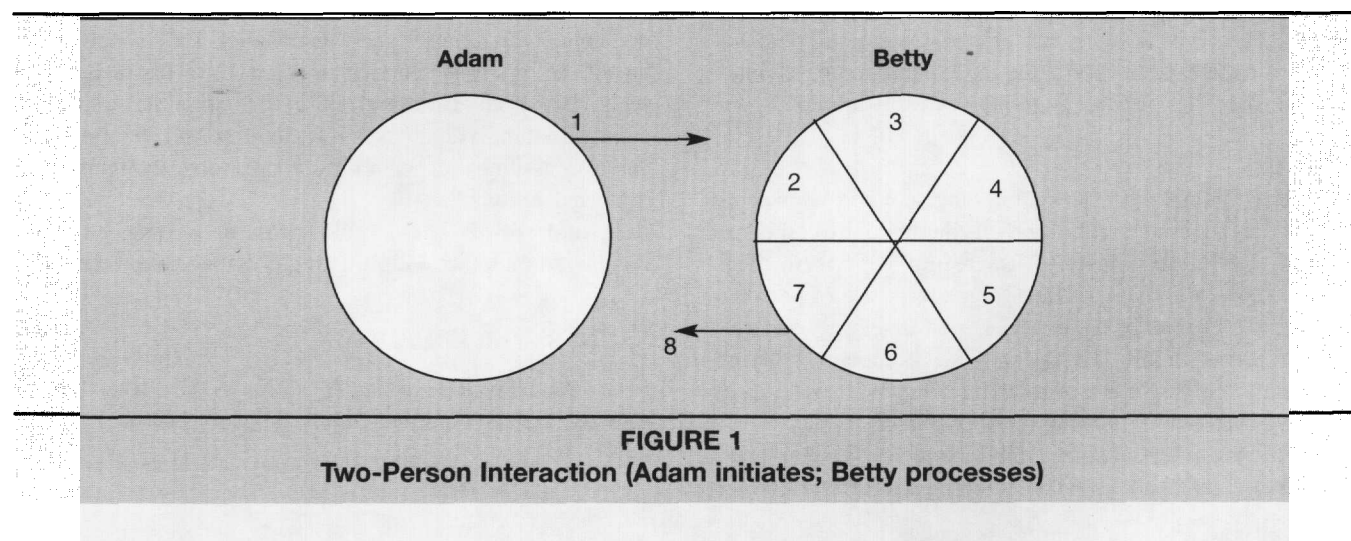 Adam
Betty
1
3
2
4
7
5
8
6
FIGURE 1
Two-Person Interaction (Adam initiates; Betty processes)